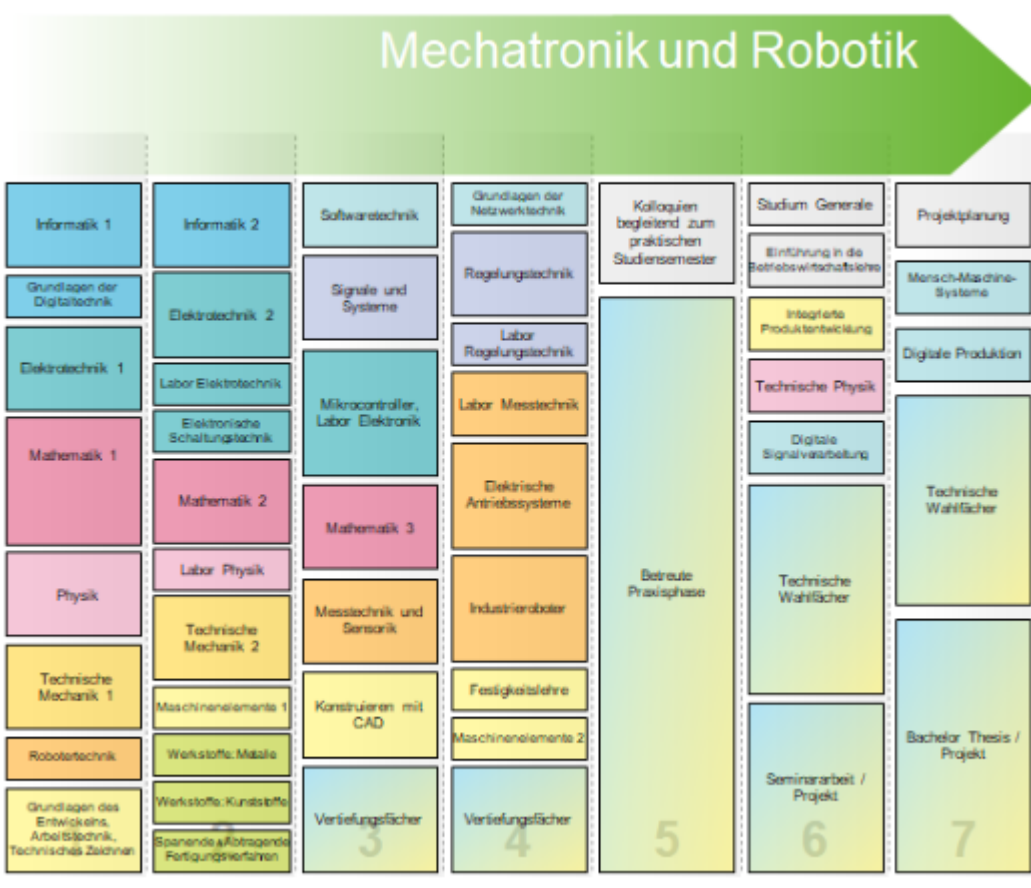 Mechatronik und Robotik
Informatik 1
Grundlagen der
Digitaltechnik
Elektrotechnik 1
Mathematik 1
Physik
Technische
Mechanik 1
Robotertechnik
Grundlagen des
Entwickelns,
Arbeitstechnik,
Technisches Zeichnen
1
Informatik 2
Elektrotechnik 2
Labor Elektrotechnik
Elektronische
Schaltungstechnik
Mathematik 2
Labor Physik
Technische
Mechanik 2
Maschinenelemente 1
Werkstoffe: Metalle
Werkstoffe: Kunststoffe
Spanende &Abtragende
Fertigungsverfahren
2
Softwaretechnik
Signale und
Systeme
Mikrocontroller,
Labor Elektronik
Mathematik 3
Messtechnik und
Sensorik
Konstruieren mit
CAD
Vertiefungsfächer
3
Grundlagen der
Netzwerktechnik
Regelungstechnik
Labor
Regelungstechnik
Labor Messtechnik
Elektrische
Antriebssysteme
Industrieroboter
Festigkeitslehre
Maschinenelemente 2
Vertiefungsfächer
4
Kolloquien
begleitend zum
praktischen
Studiensemester
Betreute
Praxisphase
5
Studium Generale
Einführung in die
Betriebswirtschaftslehre
Integrierte
Produktentwicklung
Technische Physik
Digitale
Signalverarbeitung
Technische
Wahlfächer
Seminararbeit /
Projekt
6
Projektplanung
Mensch-Maschine-
Systeme
Digitale Produktion
Technische
Wahlfächer
Bachelor Thesis /
Projekt
7